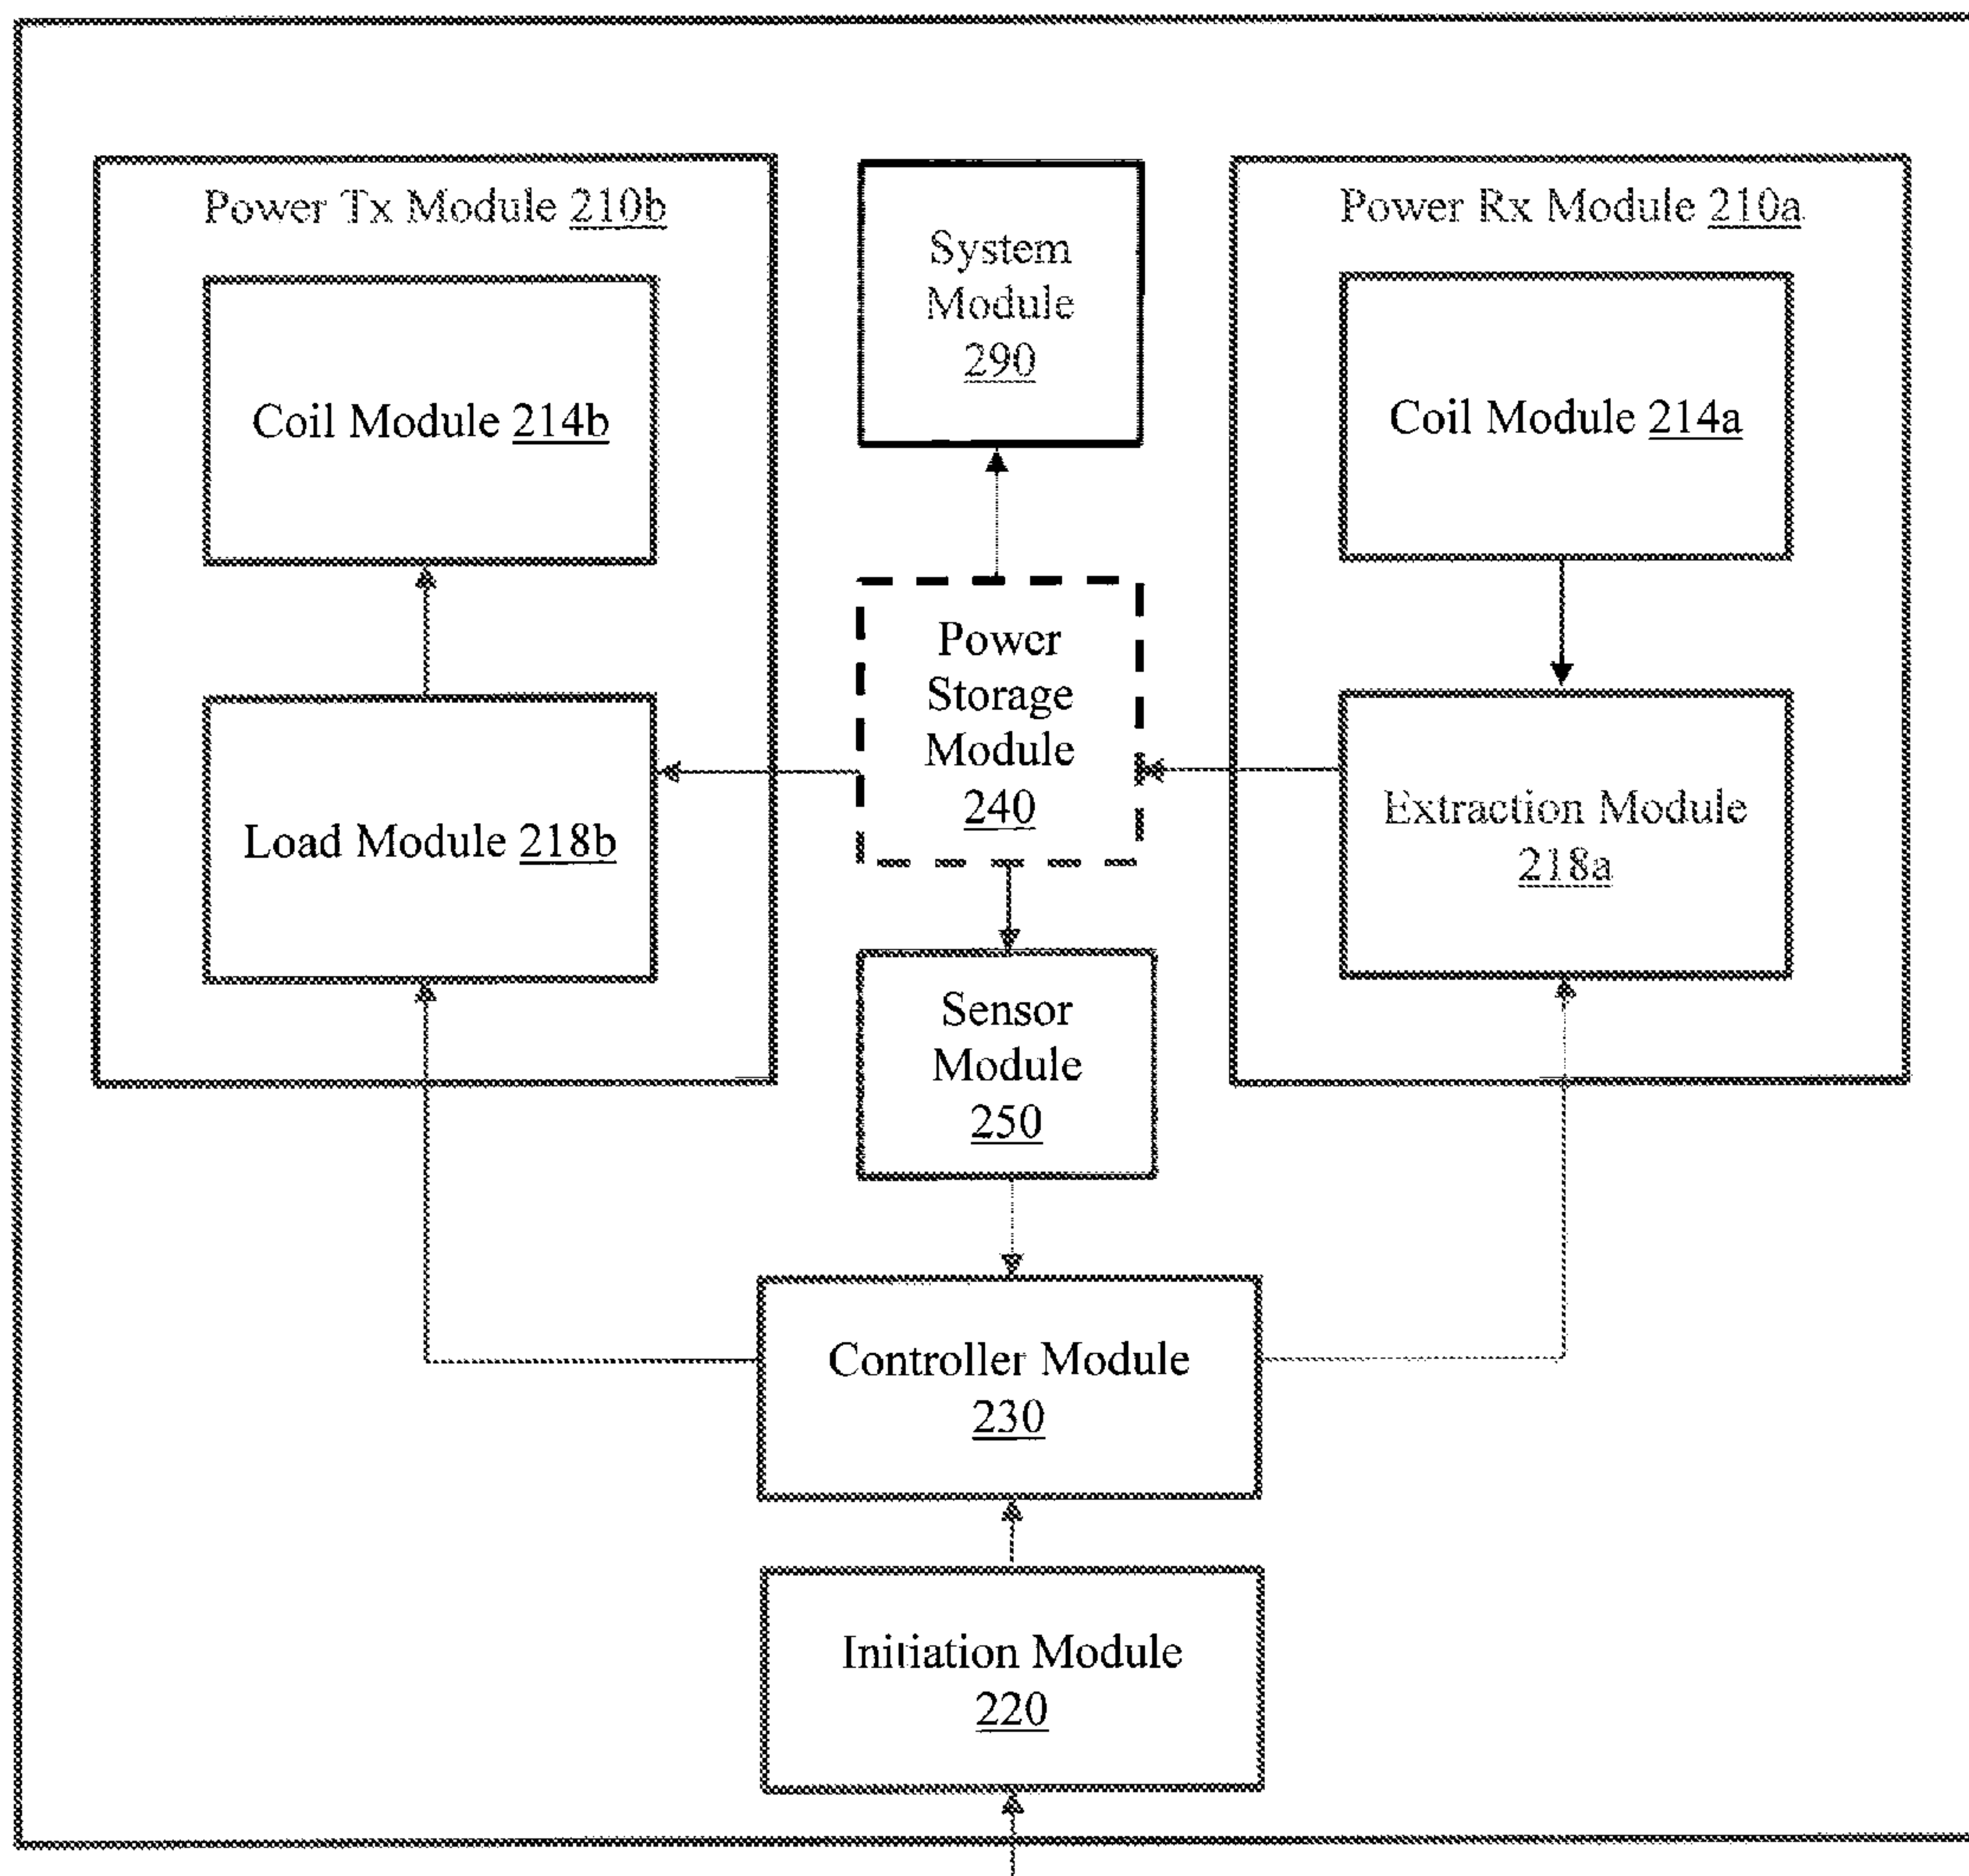 Power Tx Module 210b
Coil Module 214b
Load Module 218b
System
Module
290
Power
Storage
Module
240
Sensor
Module
250
Power Rx Module 210a
Coil Module 214a
Extraction Module
218a
Controller Module
230
Initiation Module
220